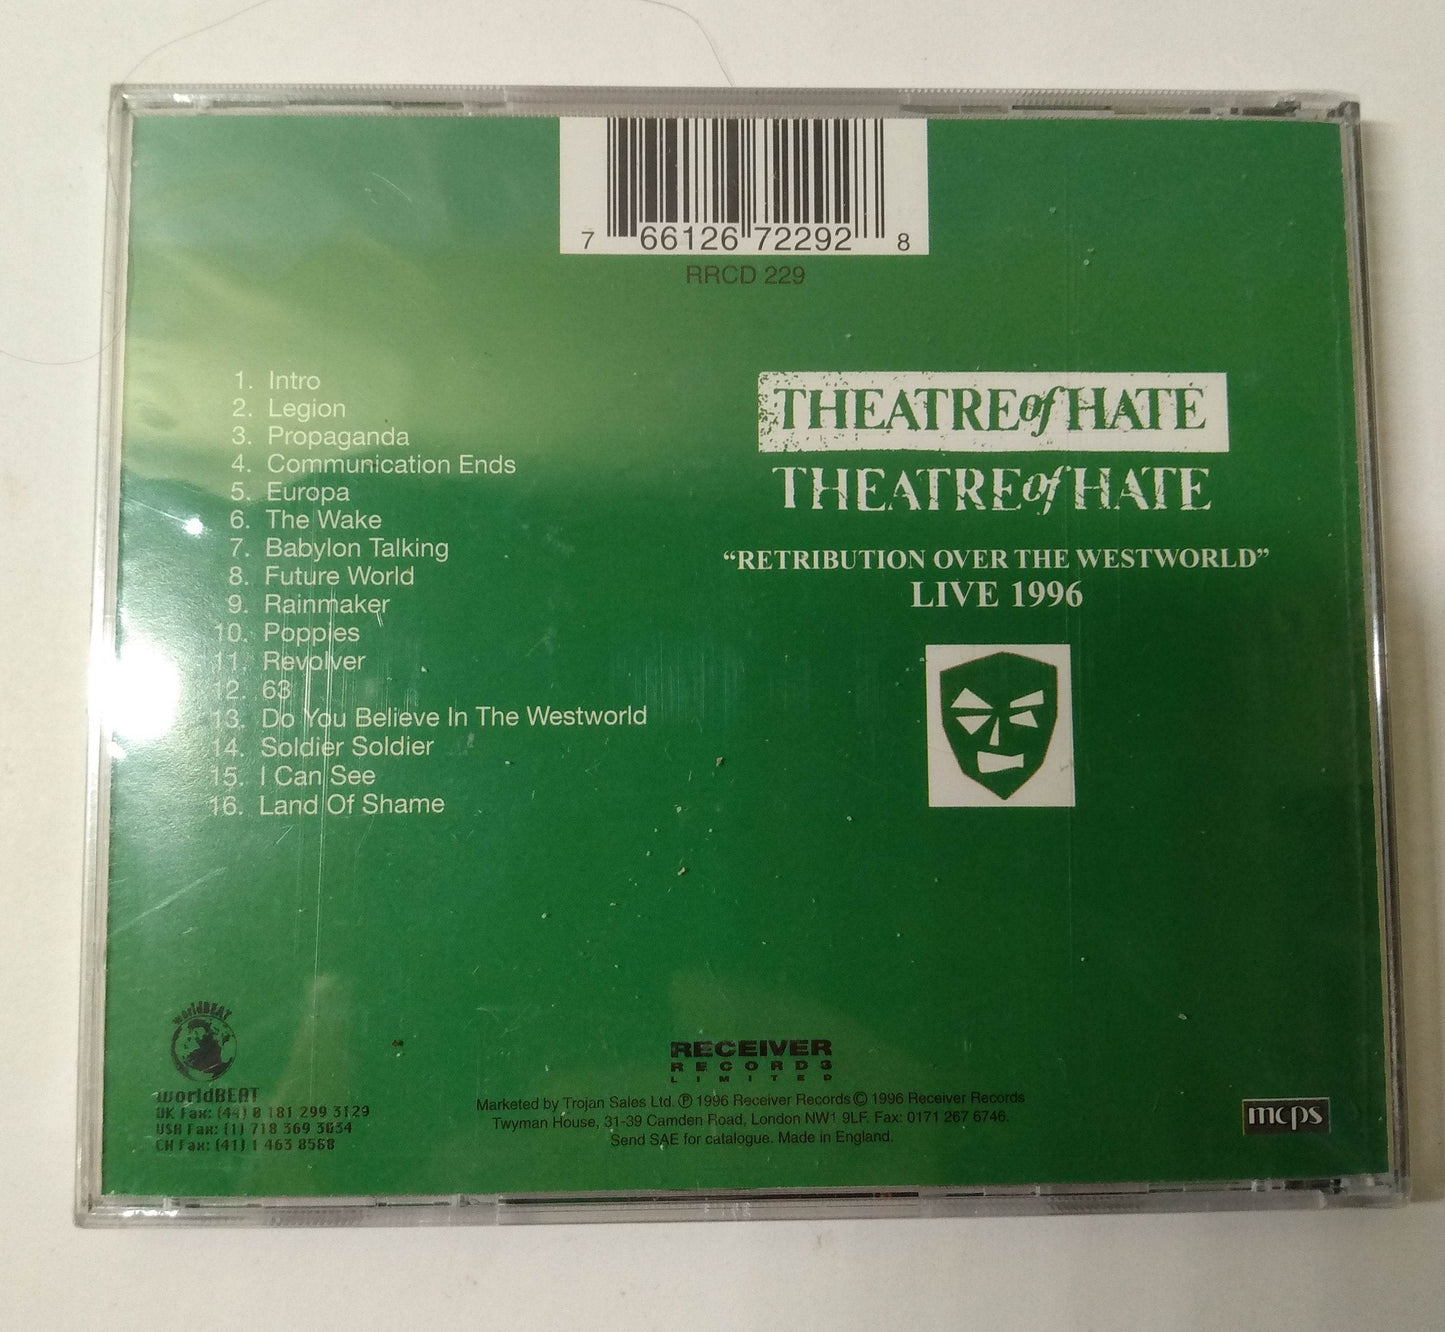 7 66126 72292 8
RRCD 229
1. Intro
2. Legion
3. Propaganda
4. Communication Ends
5. Europa
6. The Wake
7. Babylon Talking
8. Future World
9. Rainmaker
10. Poppies
11. Revolver
12. 63
13. Do You Believe In The Westworld
14. Soldier Soldier
15. I Can See
16. Land Of Shame
THEATRE of HATE
THEATRE of HATE
“RETRIBUTION OVER THE WESTWORLD”
LIVE 1996
worldBEAT
worldBEAT
UK Fax: (44) 0 181 299 3129
USA Fax: (1) 718 369 3034
CH Fax: (41) 1 463 8568
RECEIVER
RECORDS
LIMITED
Marketed by Trojan Sales Ltd. ℗ 1996 Receiver Records © 1996 Receiver Records
Twyman House, 31-39 Camden Road, London NW1 9LF. Fax: 0171 267 6746.
Send SAE for catalogue. Made in England.
mcps